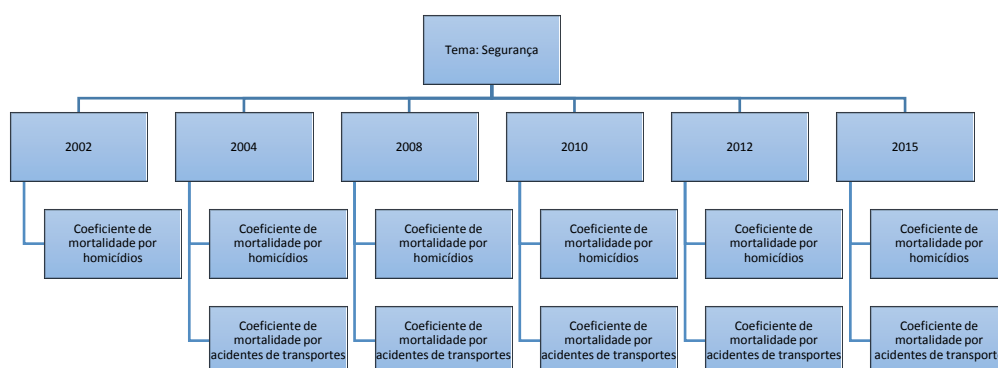 Tema: Segurança
2002
2004
2008
2010
2012
2015
Coeficiente de
mortalidade por
homicídios
Coeficiente de
mortalidade por
homicídios
Coeficiente de
mortalidade por
homicídios
Coeficiente de
mortalidade por
homicídios
Coeficiente de
mortalidade por
homicídios
Coeficiente de
mortalidade por
homicídios
Coeficiente de
mortalidade por
acidentes de transportes
Coeficiente de
mortalidade por
acidentes de transportes
Coeficiente de
mortalidade por
acidentes de transportes
Coeficiente de
mortalidade por
acidentes de transportes
Coeficiente de
mortalidade por
acidentes de transportes